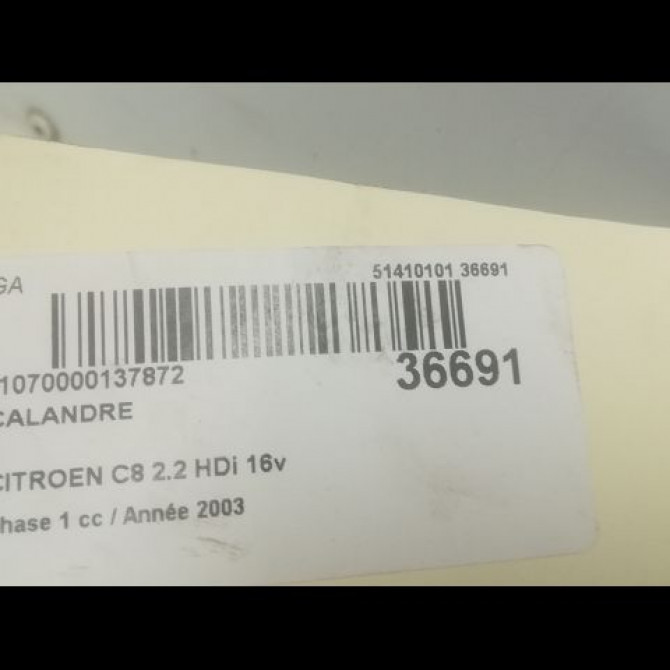 GA
51410101 36691
1070000137872
36691
CALANDRE
CITROEN C8 2.2 HDi 16v
hase 1 cc / Année 2003